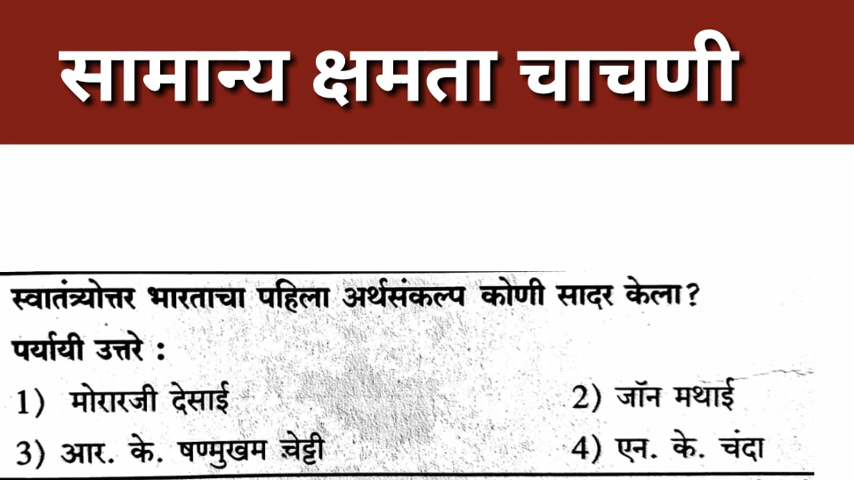 सामान्य क्षमता चाचणी
स्वातंत्र्योत्तर भारताचा पहिला अर्थसंकल्प कोणी सादर केला?
पर्यायी उत्तरे :
1) मोरारजी देसाई 2) जॉन मथाई
3) आर. के. षण्मुखम चेट्टी 4) एन. के. चंदा